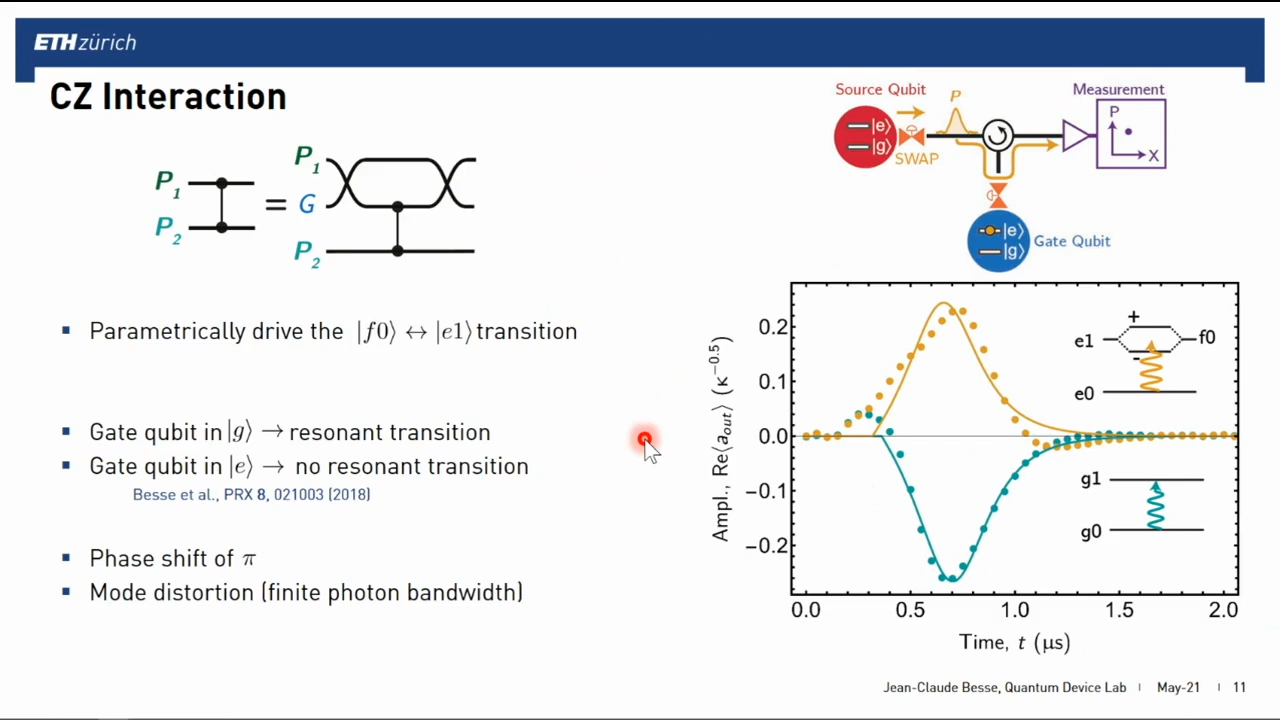 ETH zürich
CZ Interaction
P1
P2
=
P1
G
P2
▪ Parametrically drive the |f0⟩ ↔ |e1⟩ transition
▪ Gate qubit in |g⟩ → resonant transition
▪ Gate qubit in |e⟩ → no resonant transition
Besse et al., PRX 8, 021003 (2018)
▪ Phase shift of π
▪ Mode distortion (finite photon bandwidth)
Source Qubit
|e⟩
|g⟩
SWAP
P
Measurement
P
X
|e⟩
|g⟩
Gate Qubit
Ampl., Re⟨a_out⟩ (κ^−0.5)
0.2
0.1
0.0
−0.1
−0.2
e1
+
-
f0
e0
g1
g0
0.0 0.5 1.0 1.5 2.0
Time, t (μs)
Jean-Claude Besse, Quantum Device Lab | May-21 | 11